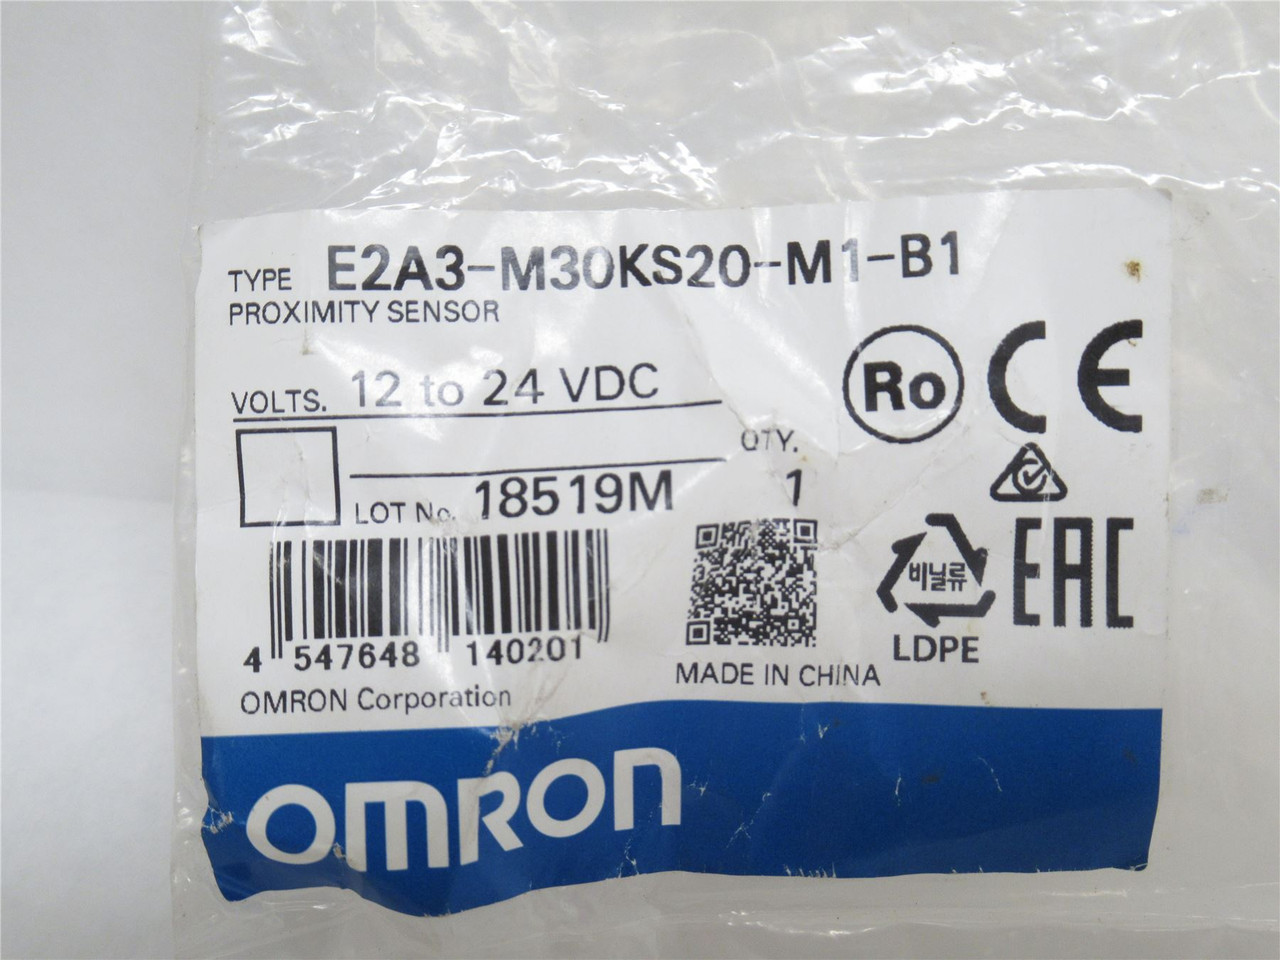 TYPE E2A3-M30KS20-M1-B1
PROXIMITY SENSOR
VOLTS. 12 to 24 VDC
Ro CE
QTY.
LOT No. 18519M 1
4 547648 140201
비닐류
LDPE
EAC
MADE IN CHINA
OMRON Corporation
OMRON